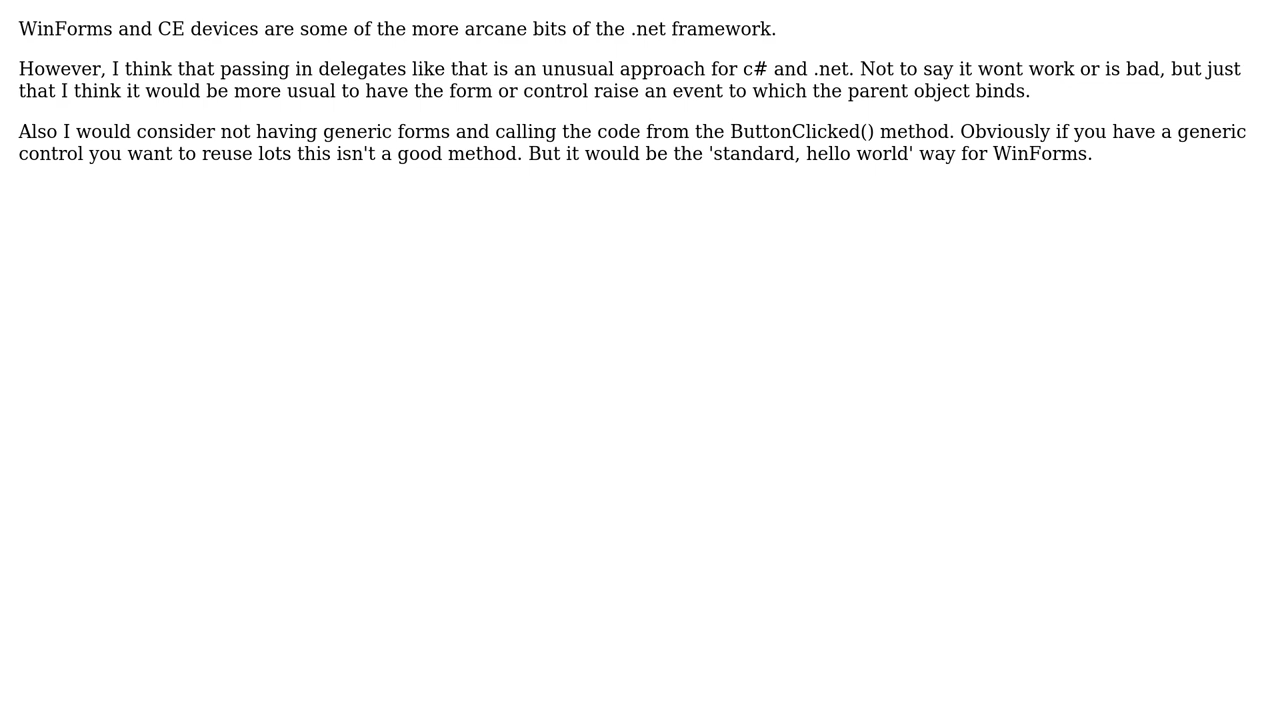 WinForms and CE devices are some of the more arcane bits of the .net framework.
However, I think that passing in delegates like that is an unusual approach for c# and .net. Not to say it wont work or is bad, but just
that I think it would be more usual to have the form or control raise an event to which the parent object binds.
Also I would consider not having generic forms and calling the code from the ButtonClicked() method. Obviously if you have a generic
control you want to reuse lots this isn't a good method. But it would be the 'standard, hello world' way for WinForms.